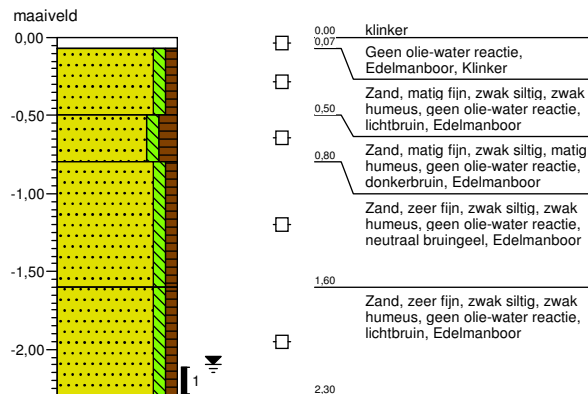 maaiveld
0,00
-0,50
-1,00
-1,50
-2,00
1
0,00
klinker
0,07
Geen olie-water reactie,
Edelmanboor, Klinker
Zand, matig fijn, zwak siltig, zwak
humeus, geen olie-water reactie,
lichtbruin, Edelmanboor
0,50
Zand, matig fijn, zwak siltig, matig
humeus, geen olie-water reactie,
donkerbruin, Edelmanboor
0,80
Zand, zeer fijn, zwak siltig, zwak
humeus, geen olie-water reactie,
neutraal bruingeel, Edelmanboor
1,60
Zand, zeer fijn, zwak siltig, zwak
humeus, geen olie-water reactie,
lichtbruin, Edelmanboor
2,30